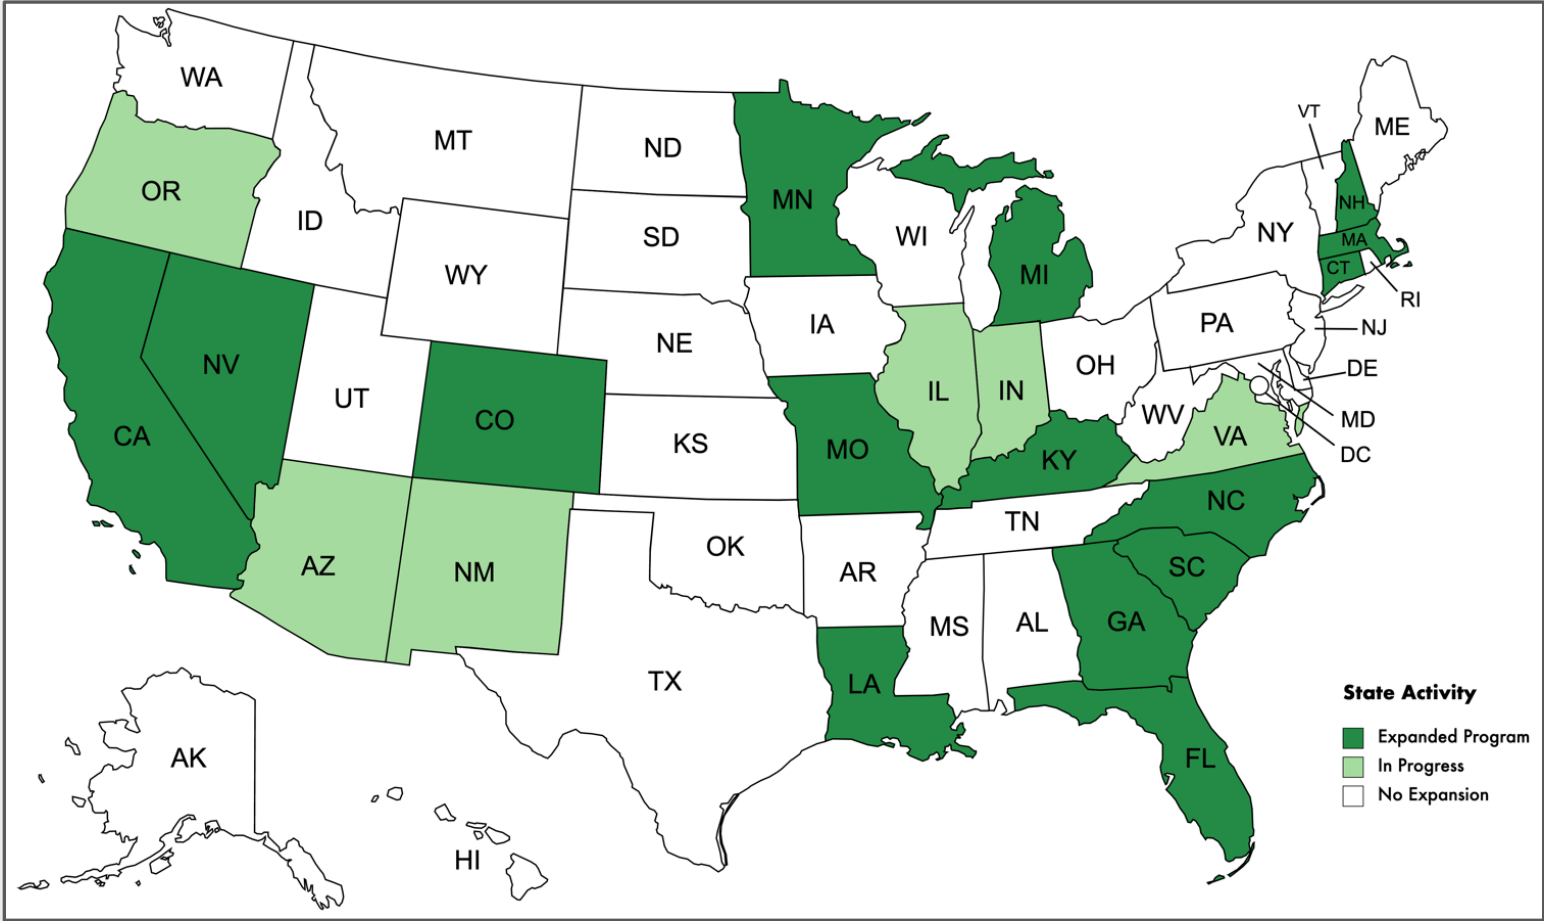 WA
MT
ND
MN
VT
ME
OR
ID
SD
WI
NY
NH
MA
CT
WY
MI
RI
IA
PA
NJ
NE
OH
DE
NV
UT
CO
IL
IN
WV
MD
CA
KS
MO
KY
VA
DC
NC
TN
OK
AZ
NM
AR
SC
MS
AL
GA
TX
LA
State Activity
Expanded Program
In Progress
No Expansion
AK
FL
HI